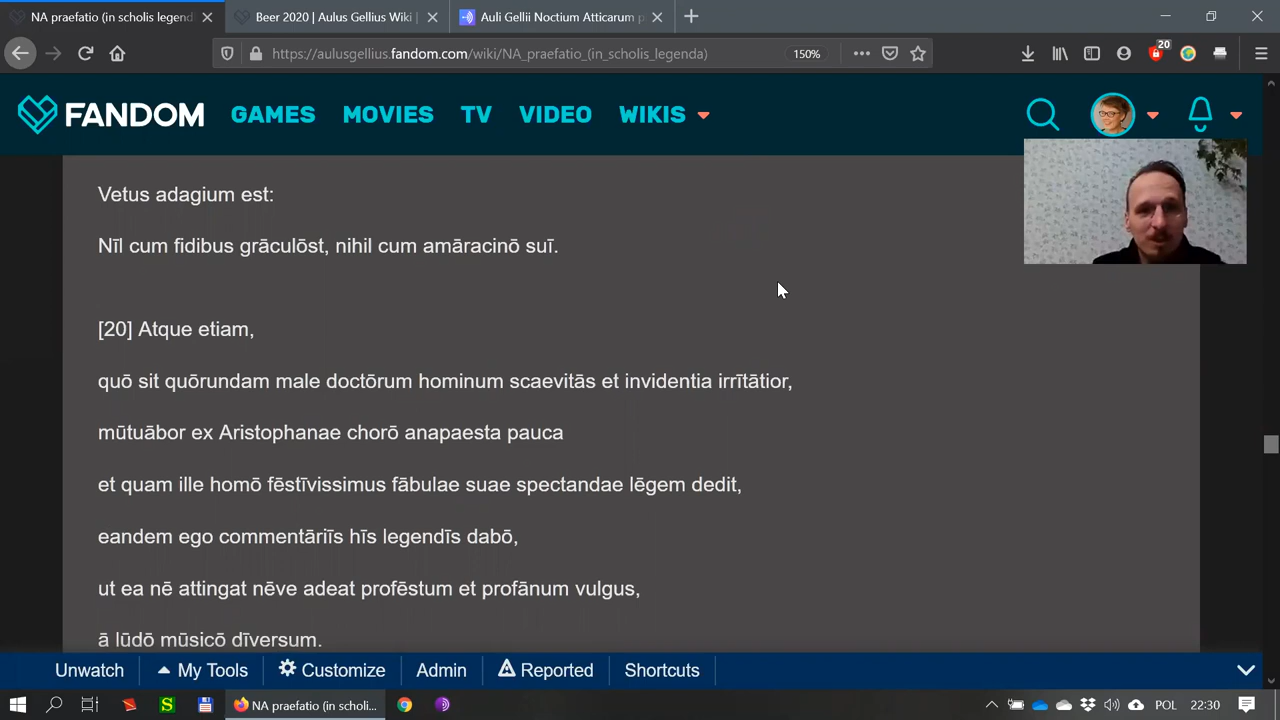 NA praefatio (in scholis legend
Beer 2020 | Aulus Gellius Wiki |
Auli Gellii Noctium Atticarum p
https://aulusgellius.fandom.com/wiki/NA_praefatio_(in_scholis_legenda)
150%
20
FANDOM GAMES MOVIES TV VIDEO WIKIS
Vetus adagium est:
Nīl cum fidibus grāculōst, nihil cum amāracinō suī.
[20] Atque etiam,
quō sit quōrundam male doctōrum hominum scaevitās et invidentia irrītātior,
mūtuābor ex Aristophanae chorō anapaesta pauca
et quam ille homō fēstīvissimus fābulae suae spectandae lēgem dedit,
eandem ego commentāriīs hīs legendīs dabō,
ut ea nē attingat nēve adeat profēstum et profānum vulgus,
ā lūdō mūsicō dīversum.
Unwatch My Tools Customize Admin Reported Shortcuts
NA praefatio (in scholi...
POL 22:30